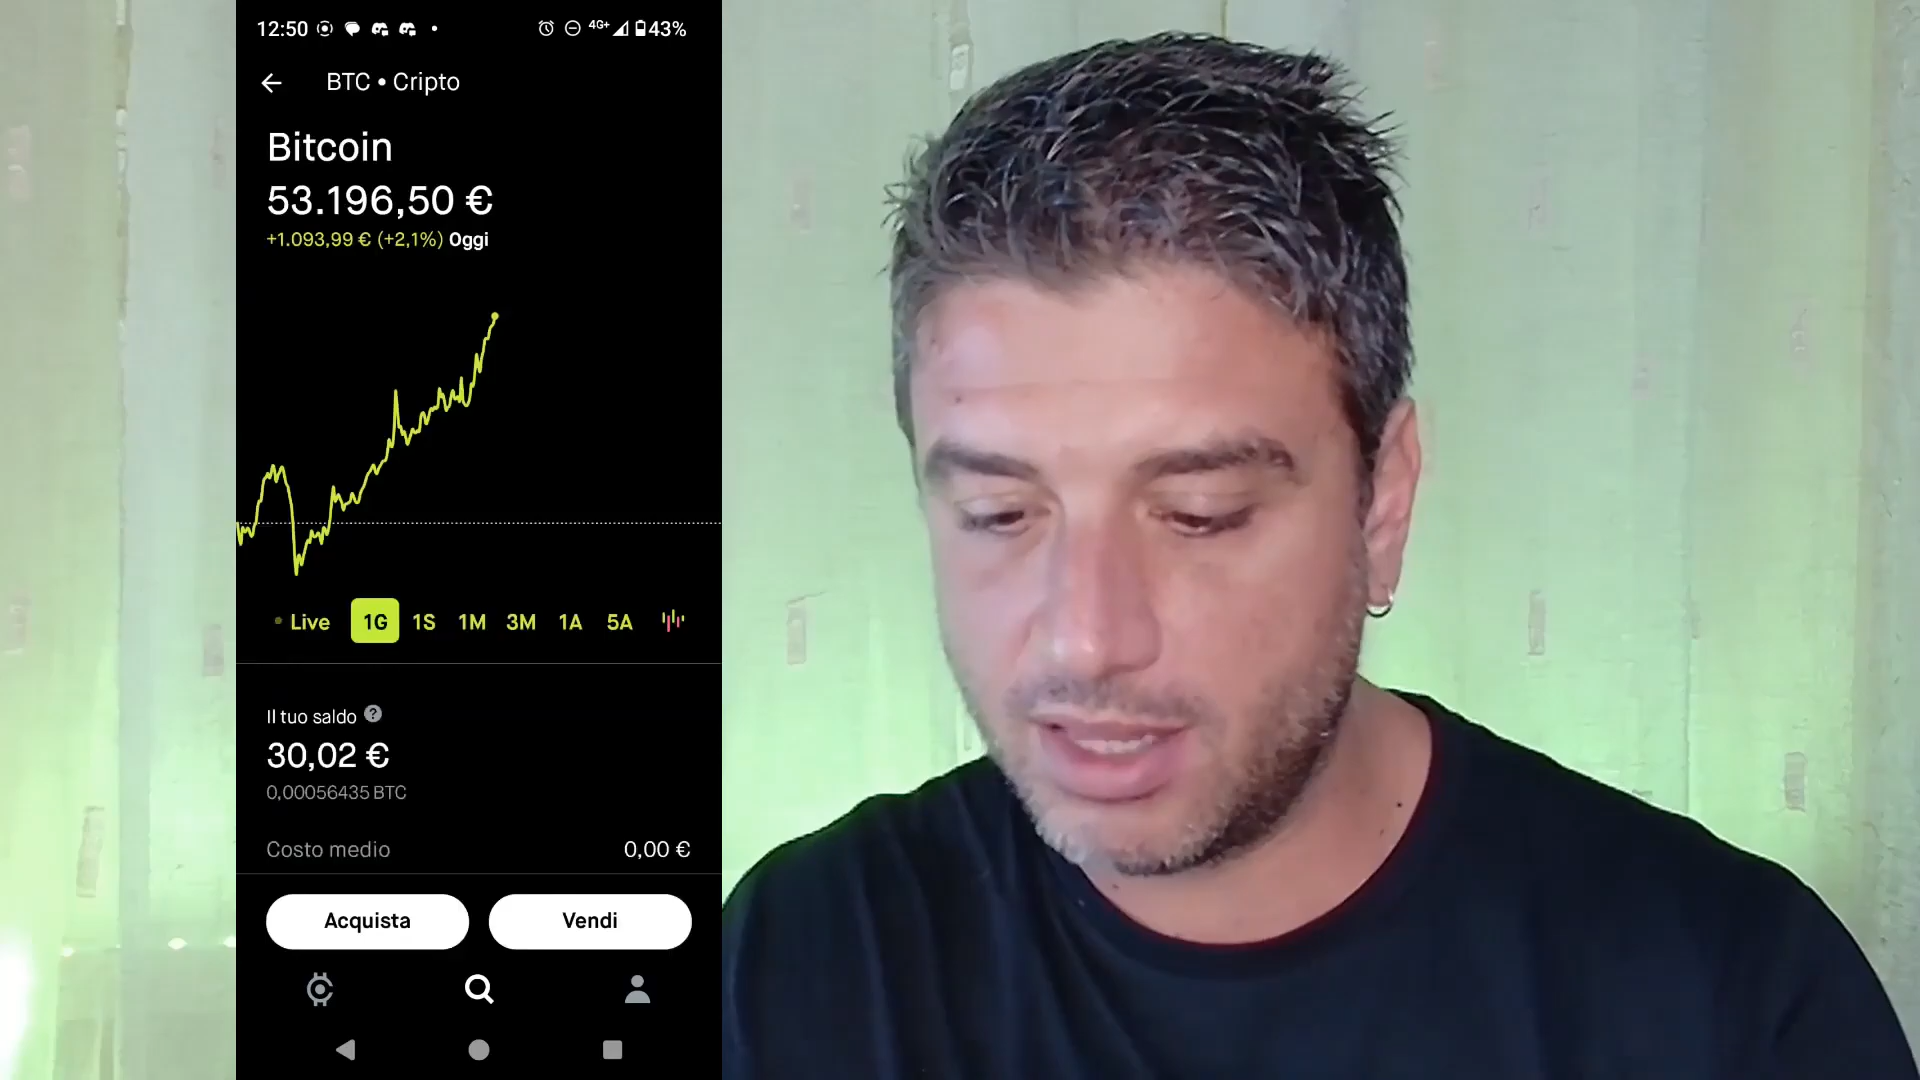 12:50 4G+ 43%
BTC • Cripto
Bitcoin
53.196,50 €
+1.093,99 € (+2,1%) Oggi
Live 1G 1S 1M 3M 1A 5A
Il tuo saldo ?
30,02 €
0,00056435 BTC
Costo medio 0,00 €
Acquista Vendi